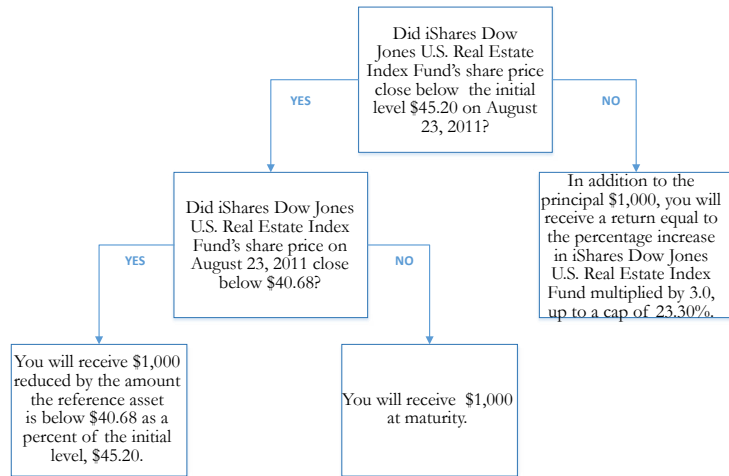 Did iShares Dow
Jones U.S. Real Estate
Index Fund's share price
close below the initial
level $45.20 on August
23, 2011?
YES
NO
Did iShares Dow Jones
U.S. Real Estate Index
Fund's share price on
August 23, 2011 close
below $40.68?
In addition to the
principal $1,000, you will
receive a return equal to
the percentage increase
in iShares Dow Jones
U.S. Real Estate Index
Fund multiplied by 3.0,
up to a cap of 23.30%.
YES
NO
You will receive $1,000
reduced by the amount
the reference asset
is below $40.68 as a
percent of the initial
level, $45.20.
You will receive $1,000
at maturity.